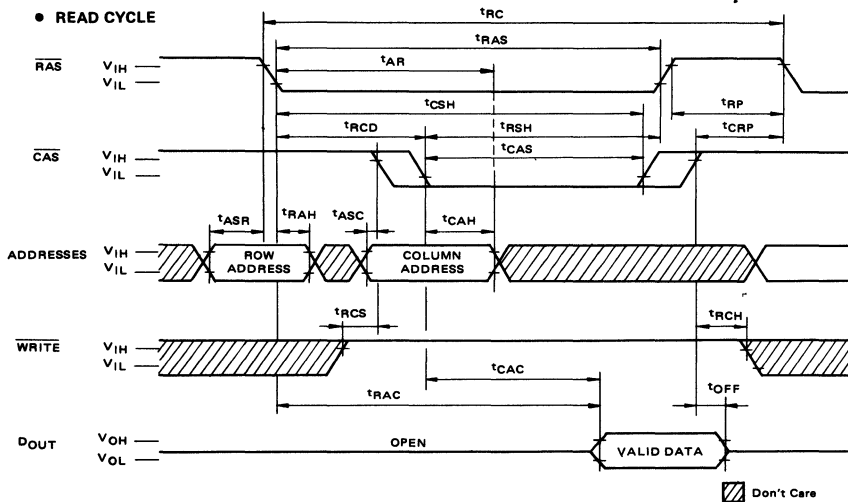 • READ CYCLE
tRC
tRAS
tAR
RAS
VIH
VIL
tCSH
tRP
tRCD
tRSH
tCRP
CAS
VIH
VIL
tCAS
tASR
tRAH
tASC
tCAH
ADDRESSES
VIH
VIL
ROW
ADDRESS
COLUMN
ADDRESS
tRCS
tRCH
WRITE
VIH
VIL
tCAC
tRAC
tOFF
DOUT
VOH
VOL
OPEN
VALID DATA
Don't Care